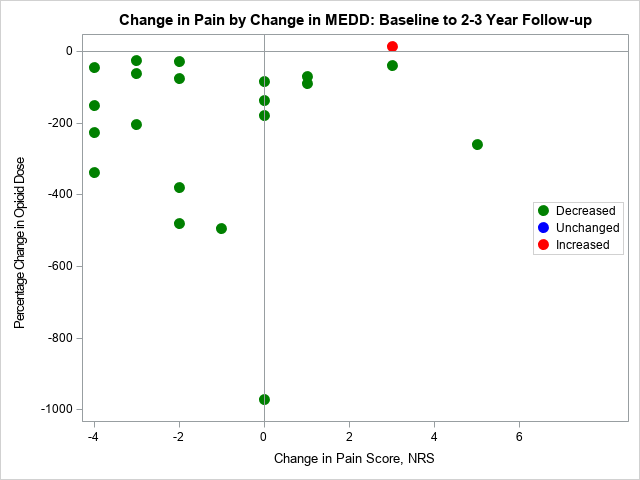 Change in Pain by Change in MEDD: Baseline to 2-3 Year Follow-up
Percentage Change in Opioid Dose
0
-200
-400
-600
-800
-1000
Decreased
Unchanged
Increased
-4
-2
0
2
4
6
Change in Pain Score, NRS